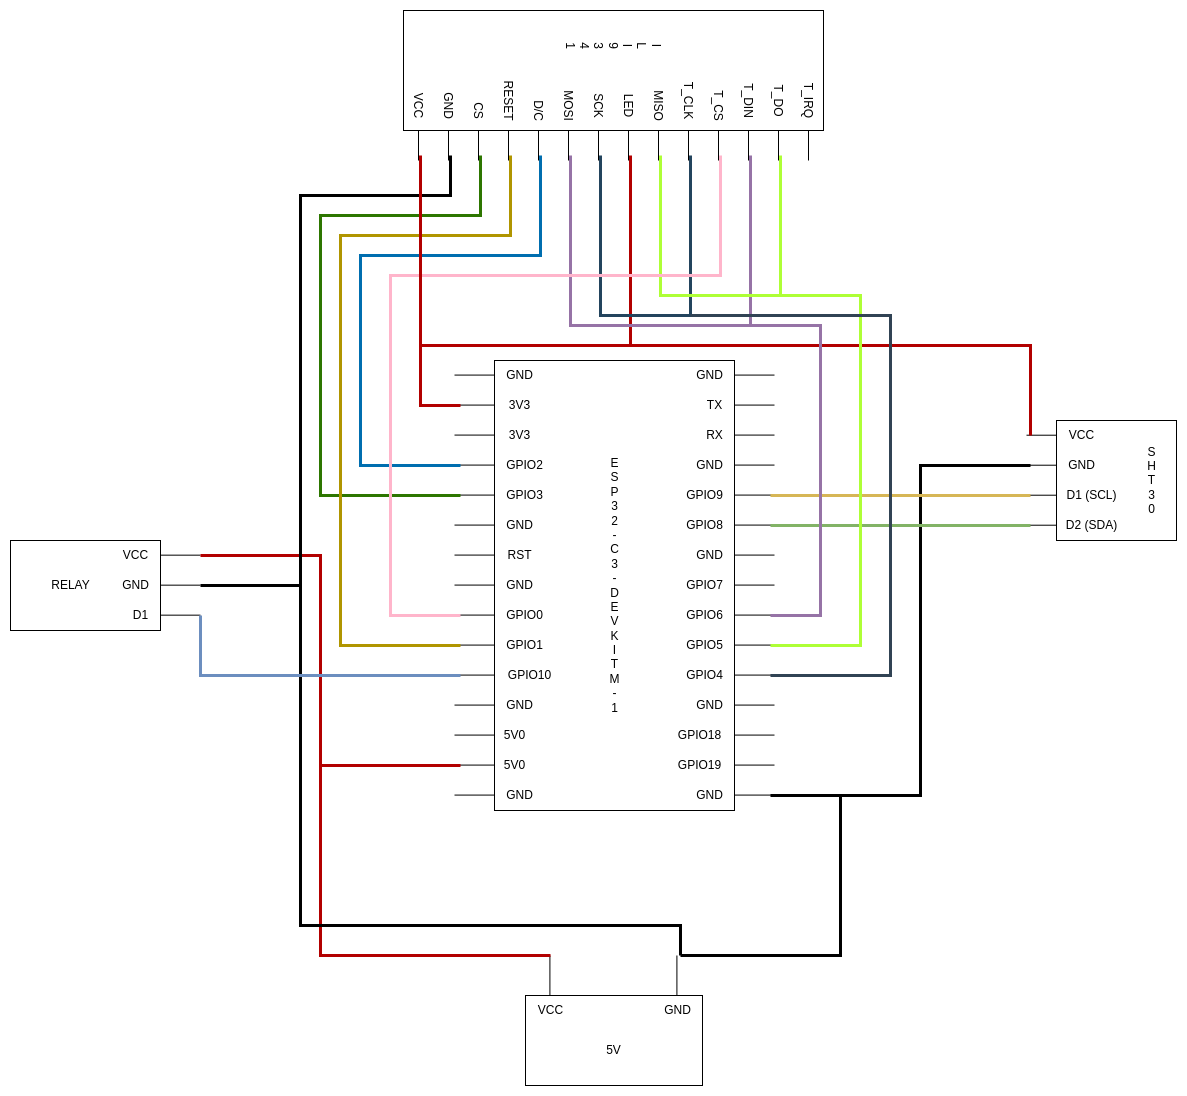 ILI9341
VCC
GND
CS
RESET
D/C
MOSI
SCK
LED
MISO
T_CLK
T_CS
T_DIN
T_DO
T_IRQ
GND
3V3
3V3
GPIO2
GPIO3
GND
RST
GND
GPIO0
GPIO1
GPIO10
GND
5V0
5V0
GND
ESP32-C3-DEVKITM-1
GND
TX
RX
GND
GPIO9
GPIO8
GND
GPIO7
GPIO6
GPIO5
GPIO4
GND
GPIO18
GPIO19
GND
VCC
GND
D1 (SCL)
D2 (SDA)
SHT30
RELAY
VCC
GND
D1
VCC
GND
5V